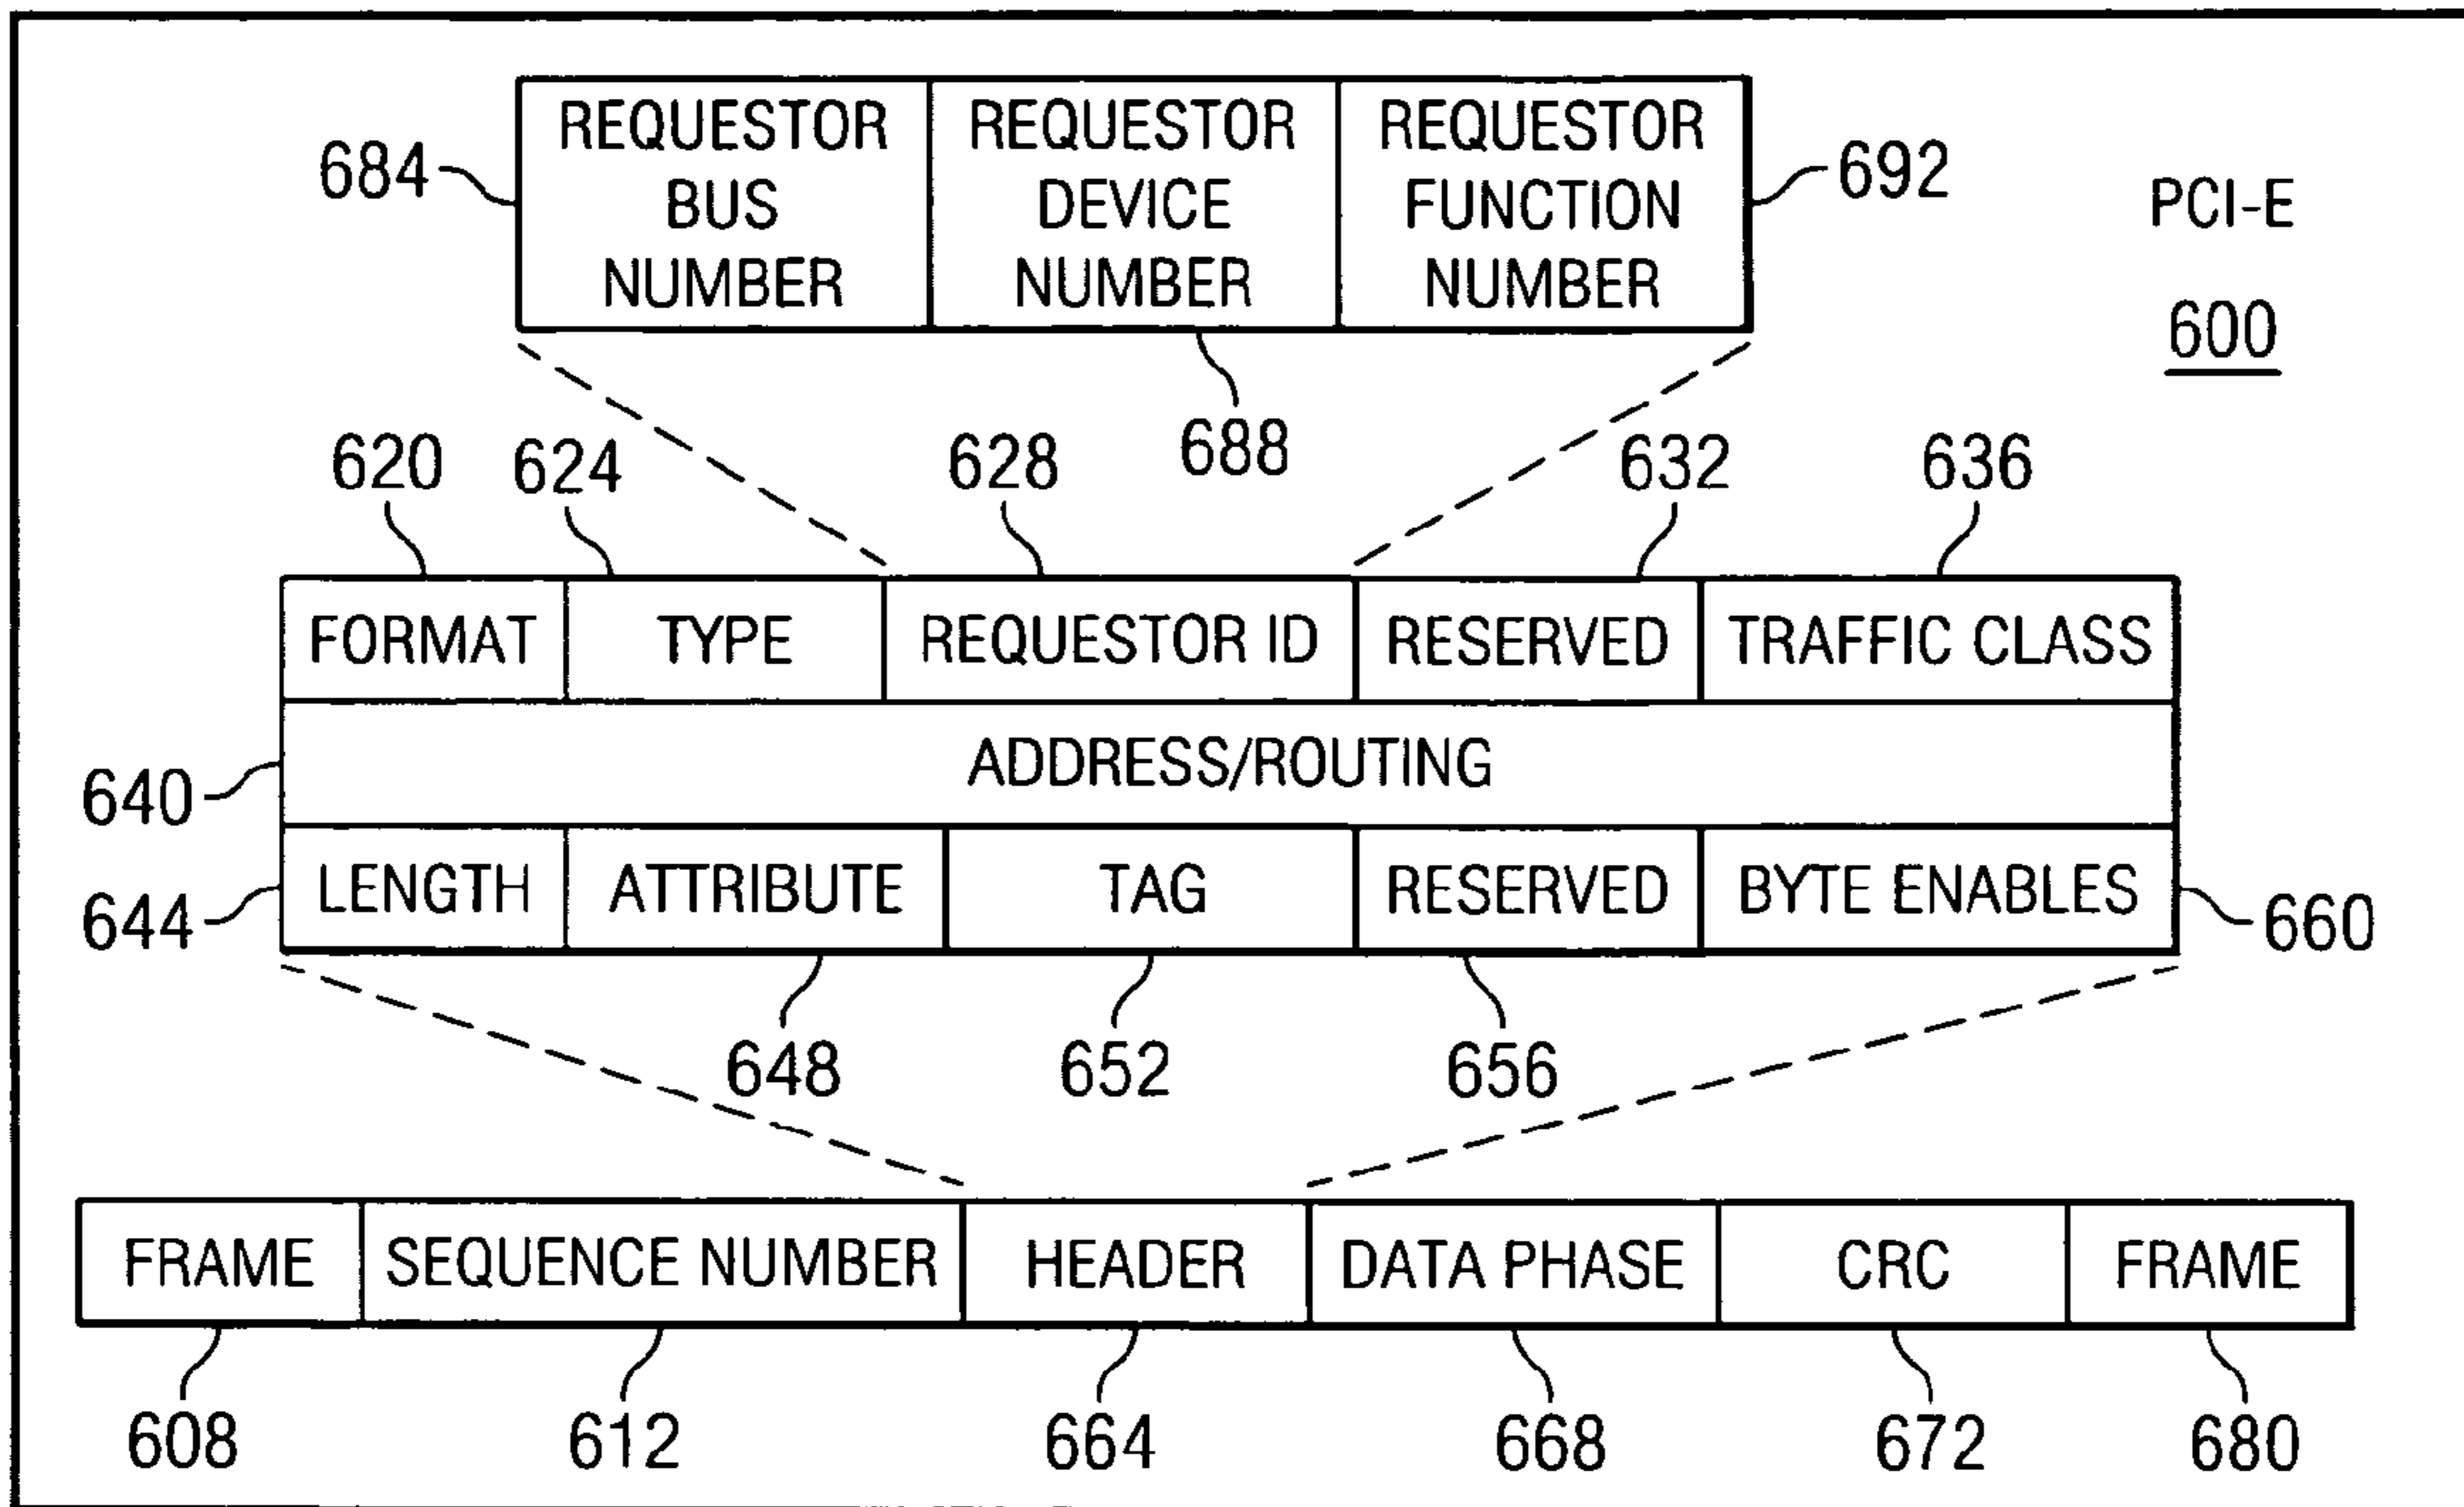 REQUESTOR BUS NUMBER
REQUESTOR DEVICE NUMBER
REQUESTOR FUNCTION NUMBER
684
692
PCI-E
600
688
620
624
628
632
636
FORMAT
TYPE
REQUESTOR ID
RESERVED
TRAFFIC CLASS
640
ADDRESS/ROUTING
644
LENGTH
ATTRIBUTE
TAG
RESERVED
BYTE ENABLES
660
648
652
656
FRAME
SEQUENCE NUMBER
HEADER
DATA PHASE
CRC
FRAME
608
612
664
668
672
680